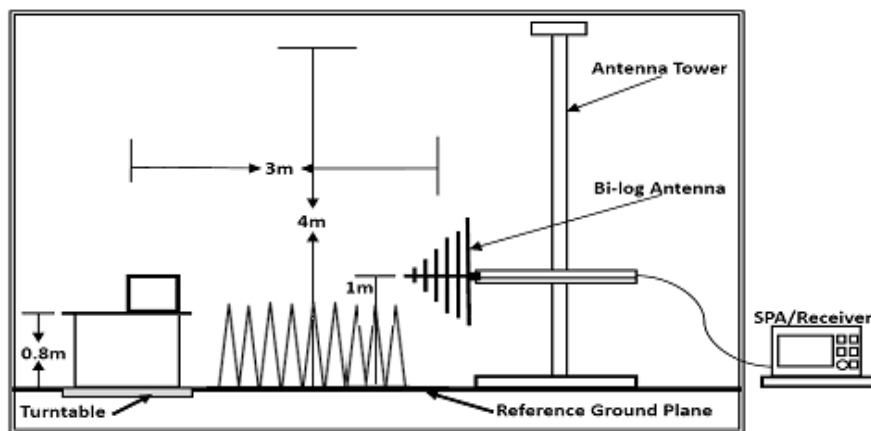 Antenna Tower
3m
Bi-log Antenna
4m
1m
SPA/Receiver
0.8m
Turntable
Reference Ground Plane